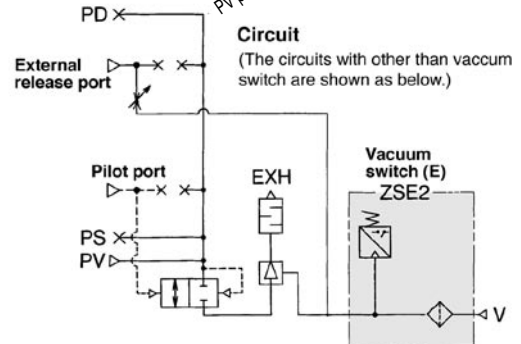 PV
PD
Circuit
(The circuits with other than vaccum
switch are shown as below.)
External
release port
Pilot port
EXH
Vacuum
switch (E)
ZSE2
PS
PV
V